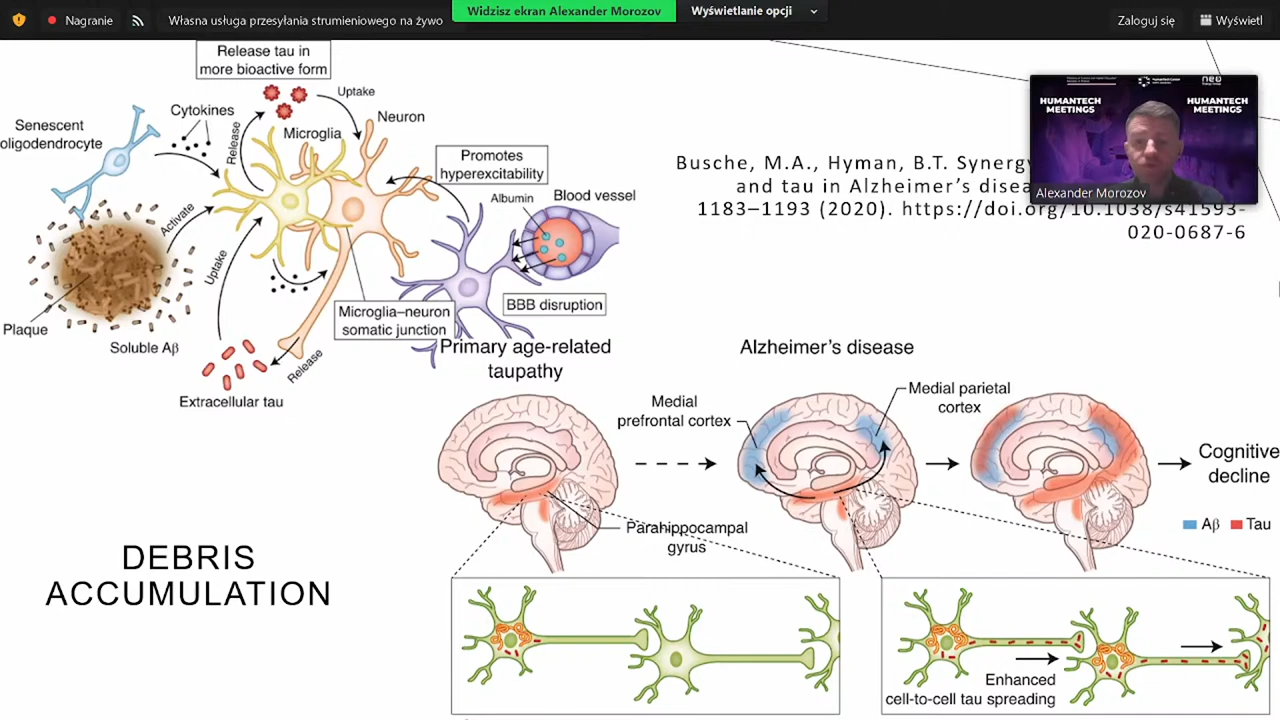 Nagranie
Własna usługa przesyłania strumieniowego na żywo
Widzisz ekran Alexander Morozov
Wyświetlanie opcji
Zaloguj się
Wyświetl
Release tau in
more bioactive form
Uptake
Cytokines
Neuron
Senescent
oligodendrocyte
Release
Microglia
Promotes
hyperexcitability
Albumin
Blood vessel
Activate
Uptake
BBB disruption
Microglia–neuron
somatic junction
Plaque
Soluble Aβ
Release
Extracellular tau
HUMANTECH
MEETINGS
HUMANTECH
MEETINGS
Alexander Morozov
Busche, M.A., Hyman, B.T. Synergy
and tau in Alzheimer's disea
1183–1193 (2020). https://doi.org/10.1038/s41593-
020-0687-6
Primary age-related
taupathy
Alzheimer's disease
Medial
prefrontal cortex
Medial parietal
cortex
Cognitive
decline
Parahippocampal
gyrus
Aβ Tau
DEBRIS
ACCUMULATION
Enhanced
cell-to-cell tau spreading